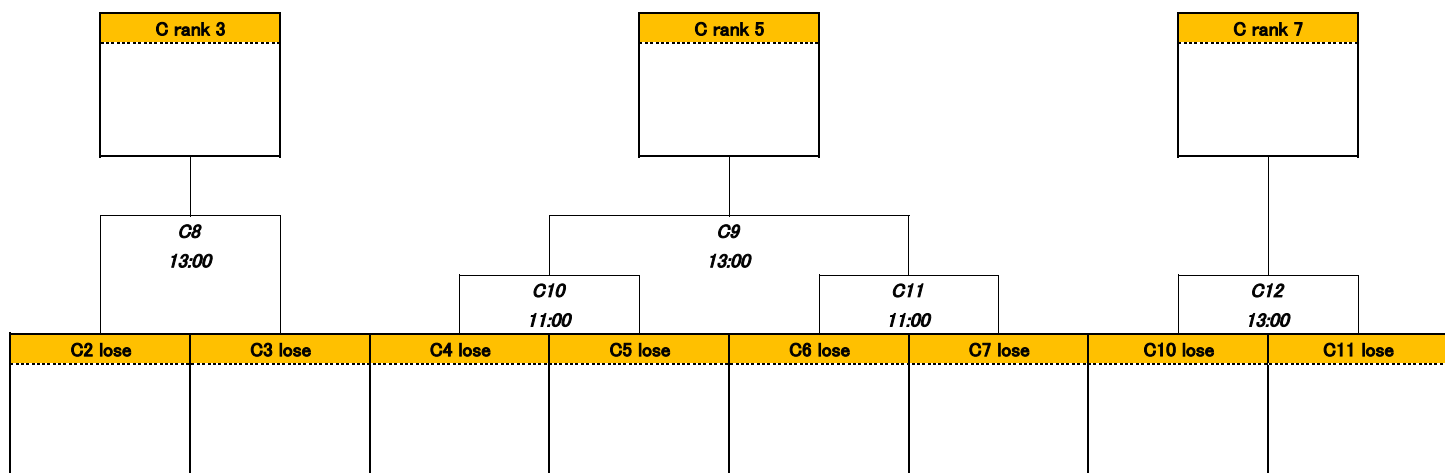 C rank 3
C rank 5
C rank 7
C8
13:00
C9
13:00
C10
11:00
C11
11:00
C12
13:00
C2 lose
C3 lose
C4 lose
C5 lose
C6 lose
C7 lose
C10 lose
C11 lose